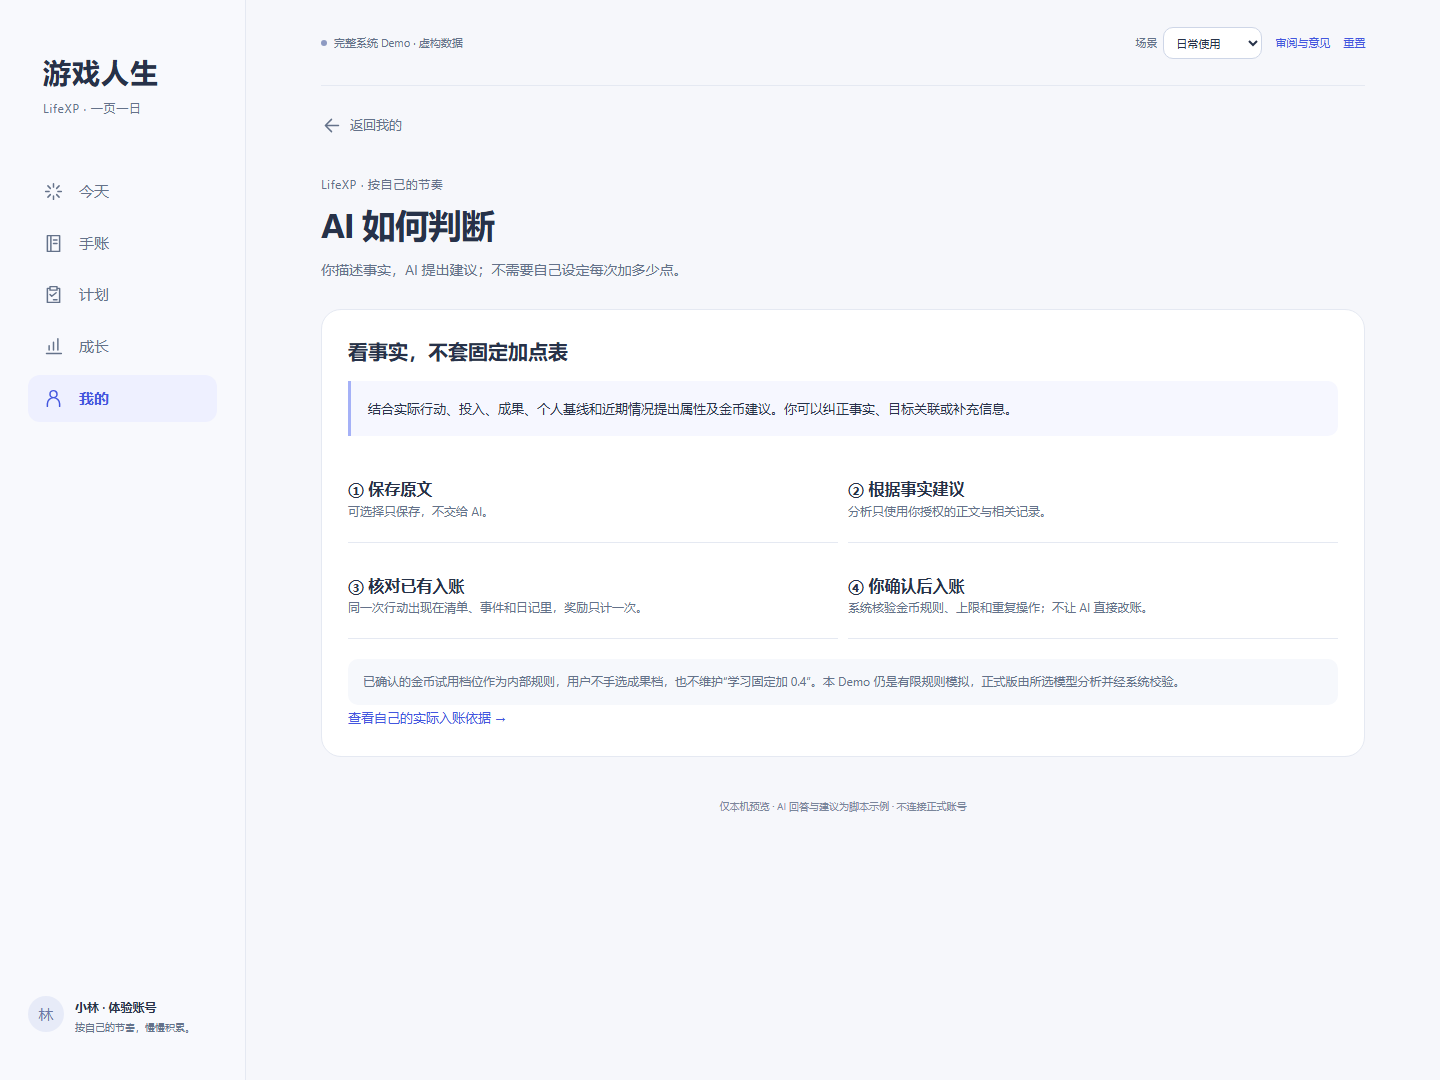 游戏人生
LifeXP · 一页一日
今天
手账
计划
成长
我的
小林 · 体验账号
按自己的节奏，慢慢积累。
完整系统 Demo · 虚构数据
场景
日常使用
审阅与意见
重置
返回我的
LifeXP · 按自己的节奏
AI 如何判断
你描述事实，AI 提出建议；不需要自己设定每次加多少点。
看事实，不套固定加点表
结合实际行动、投入、成果、个人基线和近期情况提出属性及金币建议。你可以纠正事实、目标关联或补充信息。
① 保存原文
可选择只保存，不交给 AI。
② 根据事实建议
分析只使用你授权的正文与相关记录。
③ 核对已有入账
同一次行动出现在清单、事件和日记里，奖励只计一次。
④ 你确认后入账
系统核验金币规则、上限和重复操作；不让 AI 直接改账。
已确认的金币试用档位作为内部规则，用户不手选成果档，也不维护“学习固定加 0.4”。本 Demo 仍是有限规则模拟，正式版由所选模型分析并经系统校验。
查看自己的实际入账依据 →
仅本机预览 · AI 回答与建议为脚本示例 · 不连接正式账号
林